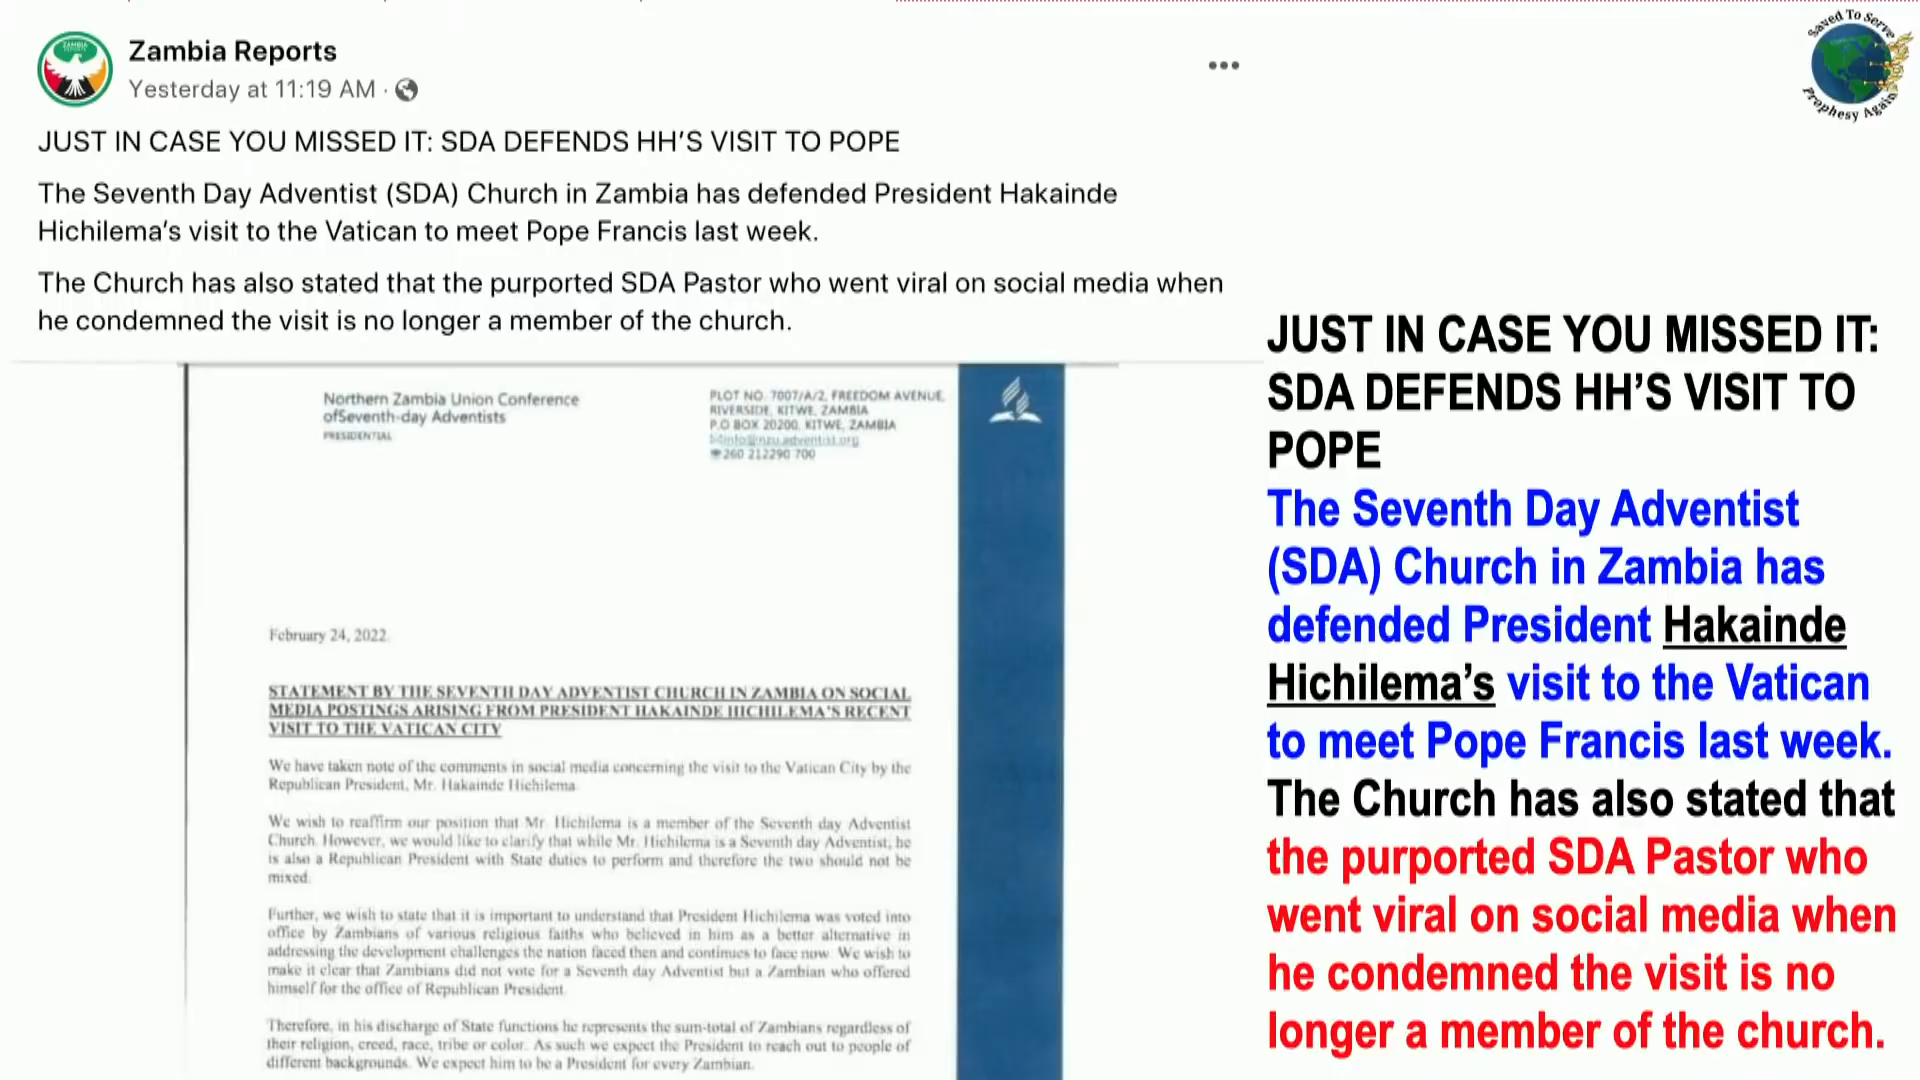 Zambia Reports
Yesterday at 11:19 AM ·
JUST IN CASE YOU MISSED IT: SDA DEFENDS HH'S VISIT TO POPE
The Seventh Day Adventist (SDA) Church in Zambia has defended President Hakainde
Hichilema's visit to the Vatican to meet Pope Francis last week.
The Church has also stated that the purported SDA Pastor who went viral on social media when
he condemned the visit is no longer a member of the church.
Northern Zambia Union Conference
ofSeventh-day Adventists
PRESIDENTIAL
PLOT NO. 7007/A/2, FREEDOM AVENUE,
RIVERSIDE, KITWE, ZAMBIA
P.O BOX 20200, KITWE, ZAMBIA
info@nzu.adventist.org
260 212290 700
February 24, 2022
STATEMENT BY THE SEVENTH DAY ADVENTIST CHURCH IN ZAMBIA ON SOCIAL
MEDIA POSTINGS ARISING FROM PRESIDENT HAKAINDE HICHILEMA'S RECENT
VISIT TO THE VATICAN CITY
We have taken note of the comments in social media concerning the visit to the Vatican City by the
Republican President, Mr. Hakainde Hichilema.
We wish to reaffirm our position that Mr. Hichilema is a member of the Seventh day Adventist
Church. However, we would like to clarify that while Mr. Hichilema is a Seventh day Adventist, he
is also a Republican President with State duties to perform and therefore the two should not be
mixed.
Further, we wish to state that it is important to understand that President Hichilema was voted into
office by Zambians of various religious faiths who believed in him as a better alternative in
addressing the development challenges the nation faced then and continues to face now. We wish to
make it clear that Zambians did not vote for a Seventh day Adventist but a Zambian who offered
himself for the office of Republican President.
Therefore, in his discharge of State functions he represents the sum-total of Zambians regardless of
their religion, creed, race, tribe or color. As such we expect the President to reach out to people of
different backgrounds. We expect him to be a President for every Zambian.
Saved To Serve
Prophesy Again
JUST IN CASE YOU MISSED IT:
SDA DEFENDS HH'S VISIT TO
POPE
The Seventh Day Adventist
(SDA) Church in Zambia has
defended President Hakainde
Hichilema's visit to the Vatican
to meet Pope Francis last week.
The Church has also stated that
the purported SDA Pastor who
went viral on social media when
he condemned the visit is no
longer a member of the church.